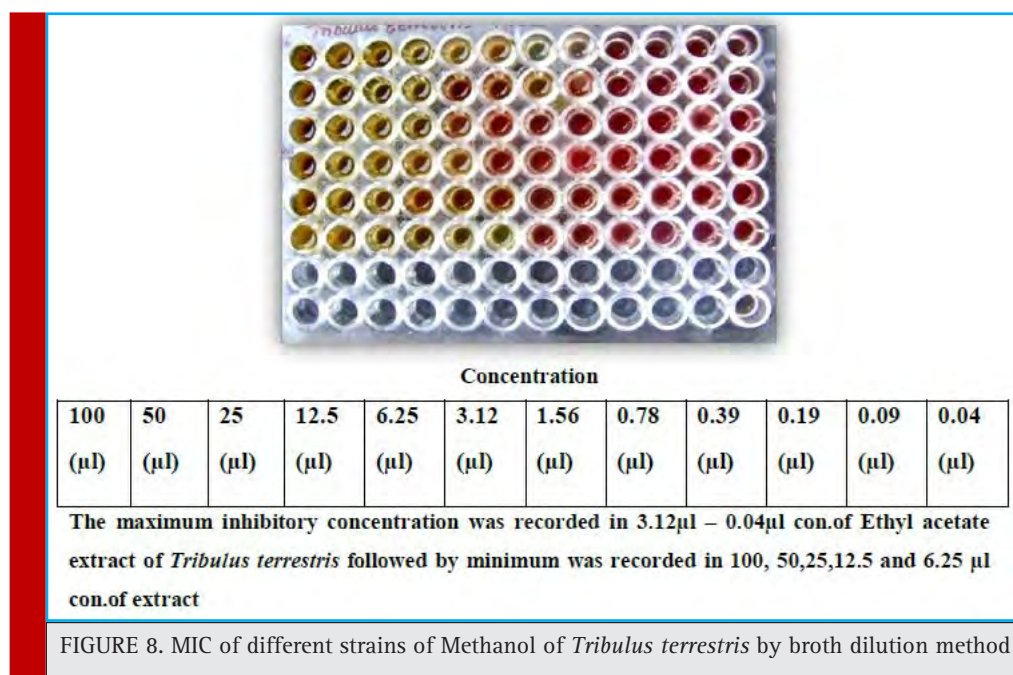 Tribulus terrestris
Concentration
100 50 25 12.5 6.25 3.12 1.56 0.78 0.39 0.19 0.09 0.04
(µl) (µl) (µl) (µl) (µl) (µl) (µl) (µl) (µl) (µl) (µl) (µl)
The maximum inhibitory concentration was recorded in 3.12µl – 0.04µl con.of Ethyl acetate
extract of Tribulus terrestris followed by minimum was recorded in 100, 50,25,12.5 and 6.25 µl
con.of extract
FIGURE 8. MIC of different strains of Methanol of Tribulus terrestris by broth dilution method